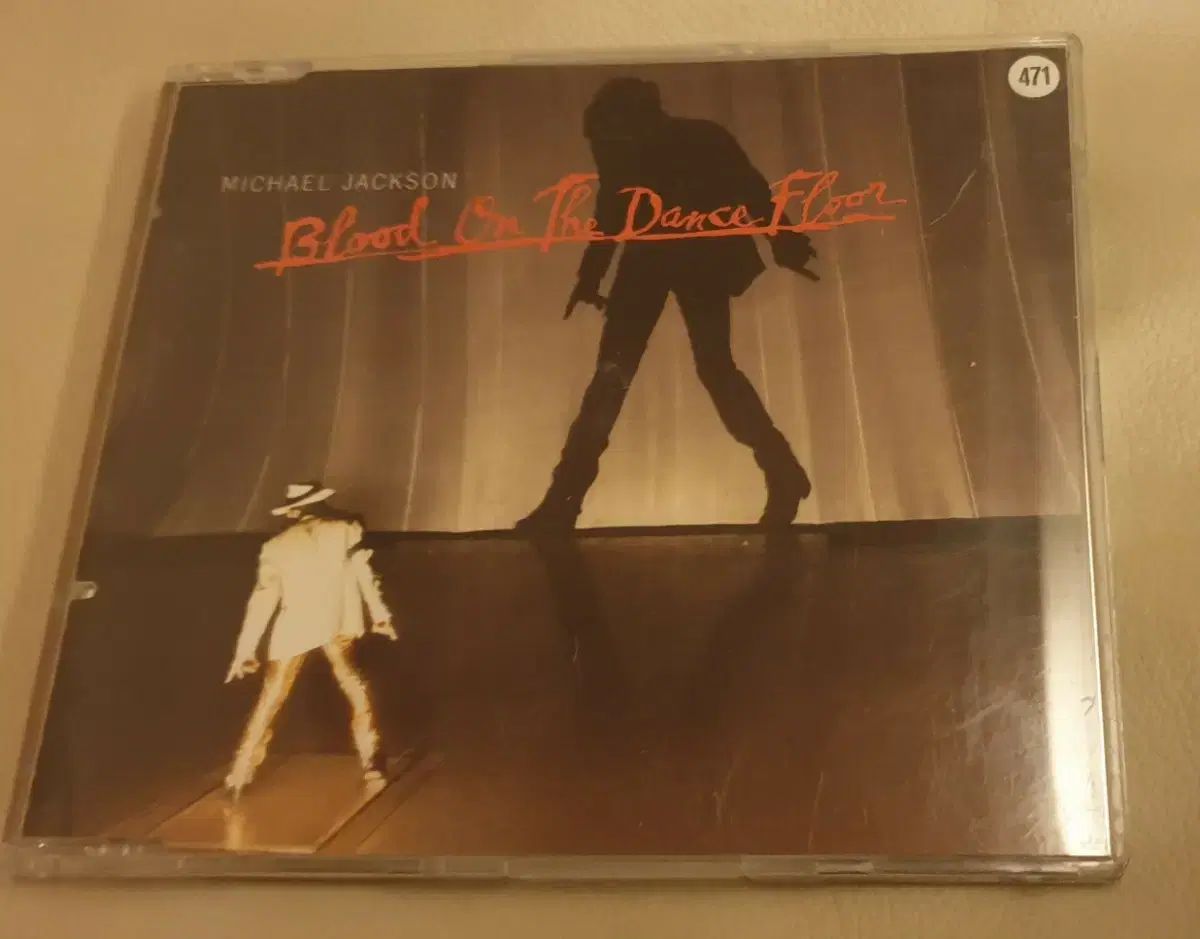 471
MICHAEL JACKSON
Blood On The Dance Floor